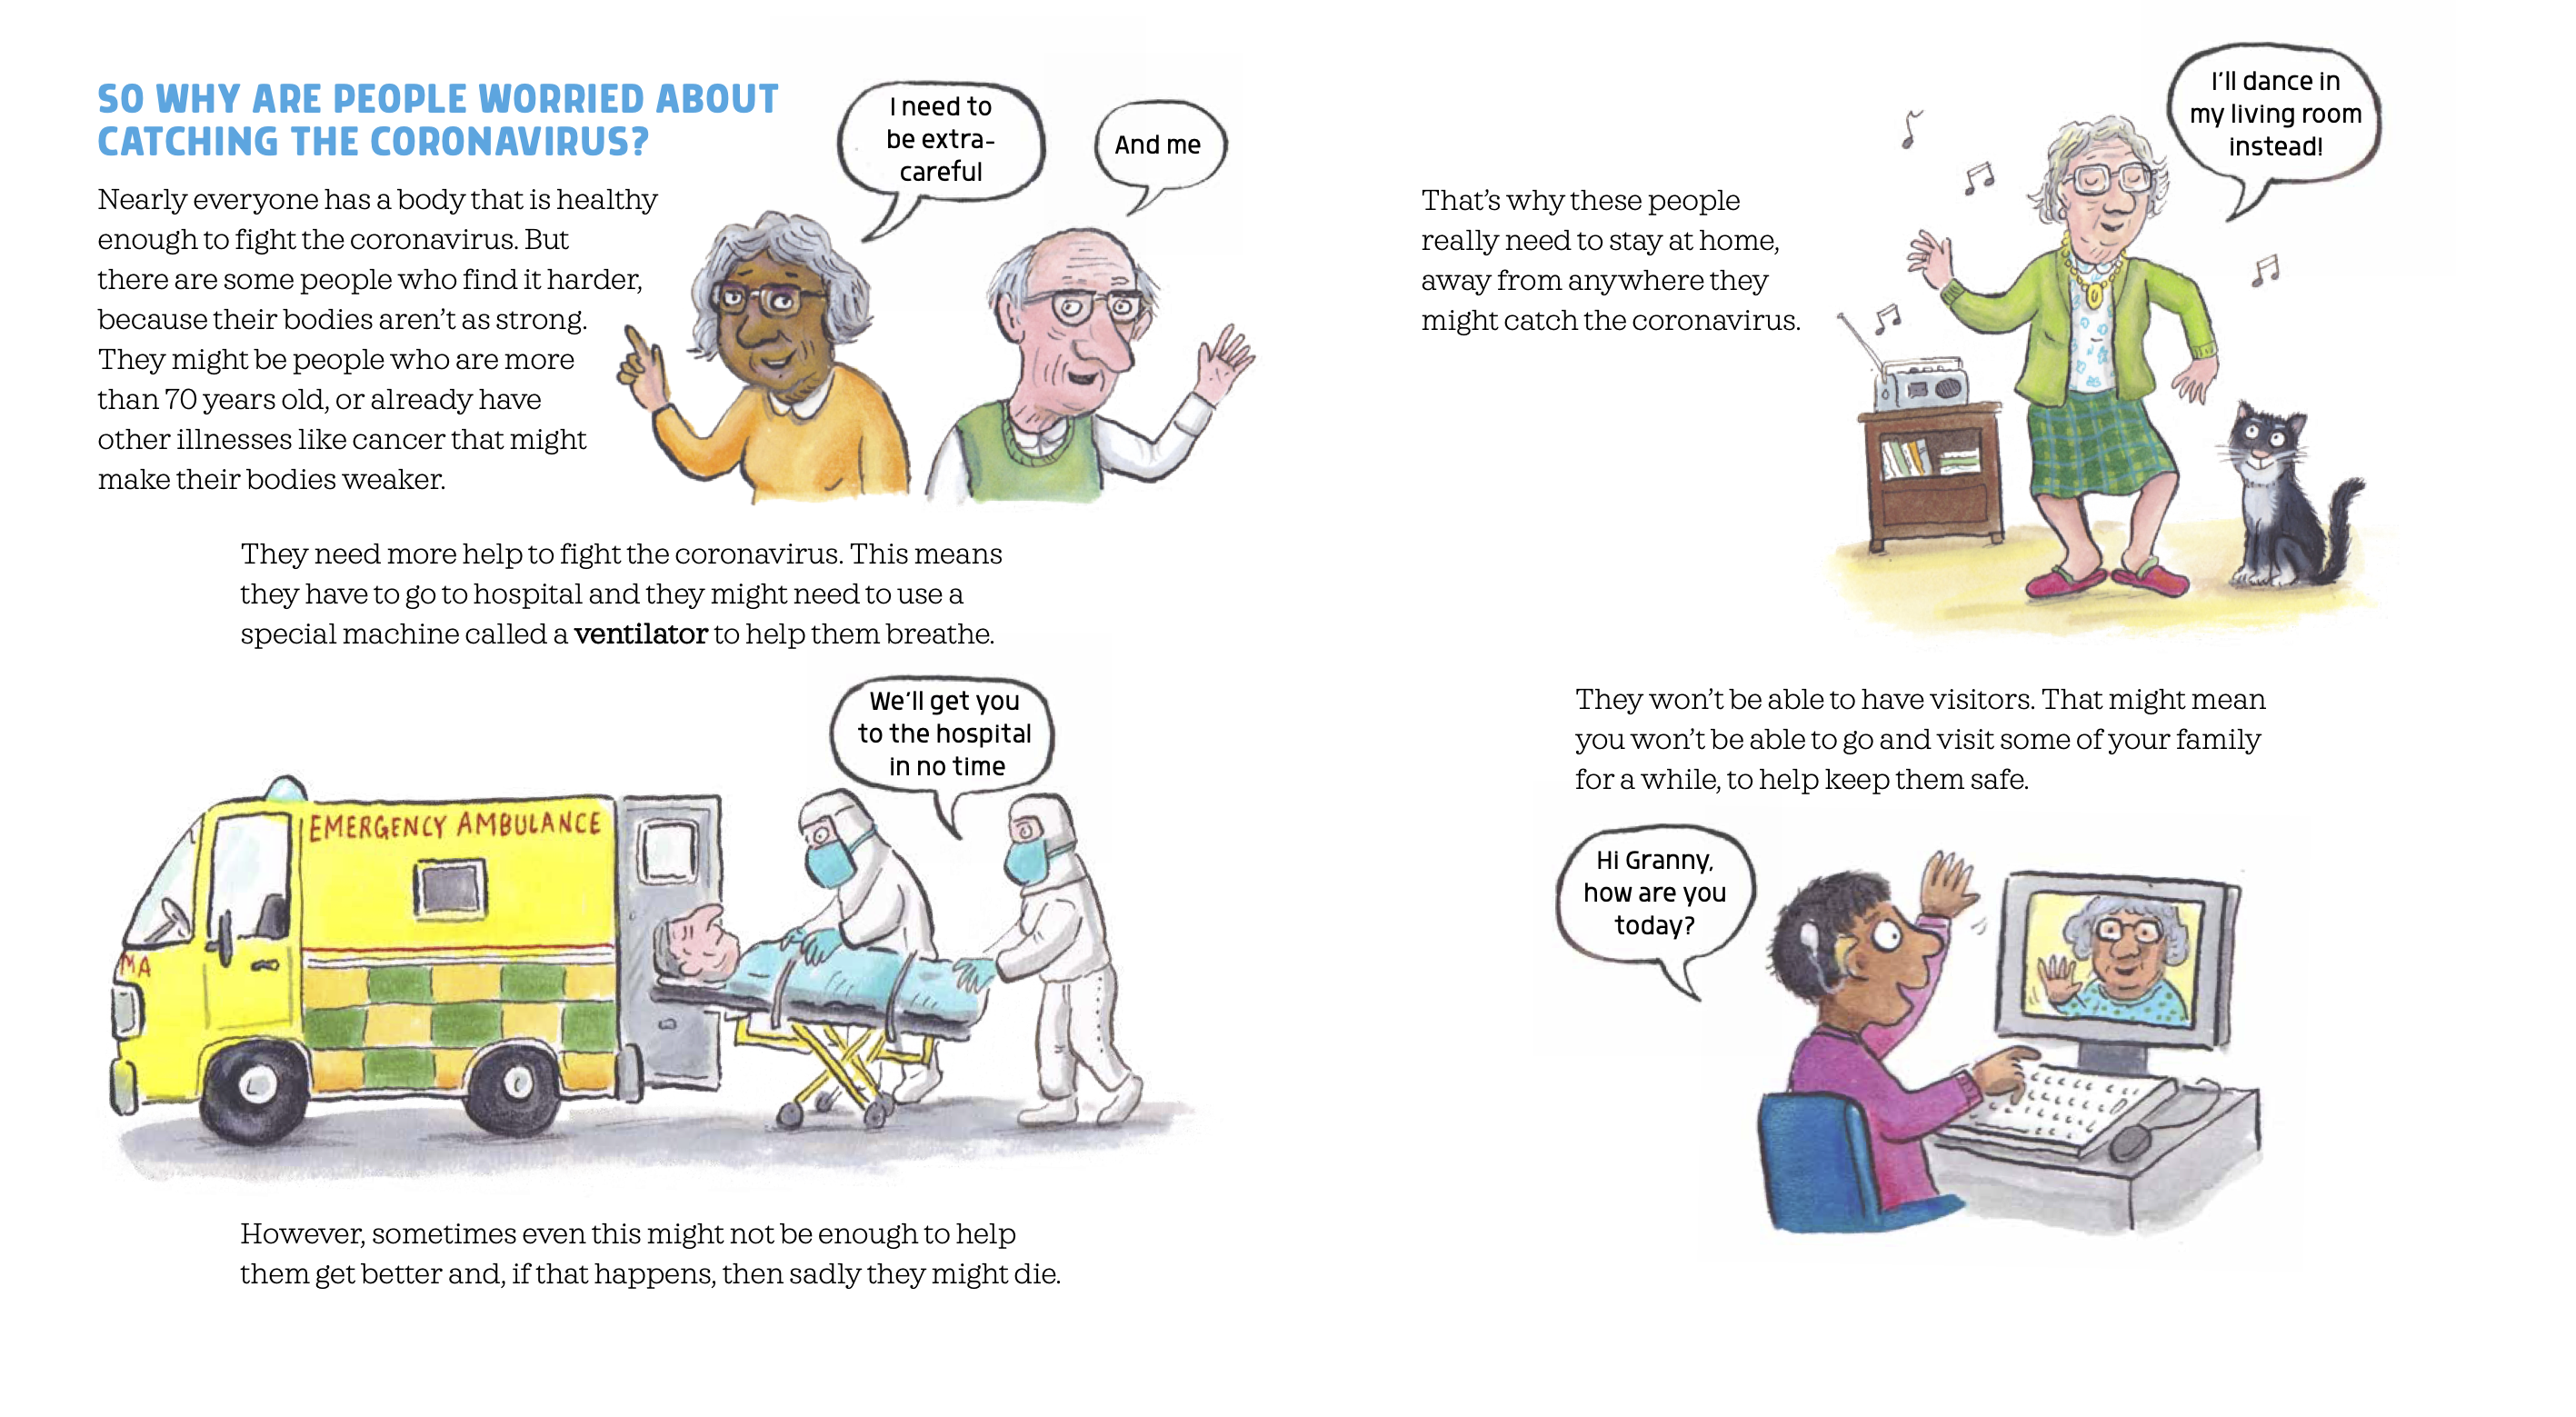 SO WHY ARE PEOPLE WORRIED ABOUT
CATCHING THE CORONAVIRUS?
Nearly everyone has a body that is healthy
enough to fight the coronavirus. But
there are some people who find it harder,
because their bodies aren’t as strong.
They might be people who are more
than 70 years old, or already have
other illnesses like cancer that might
make their bodies weaker.
I need to
be extra-
careful
And me
They need more help to fight the coronavirus. This means
they have to go to hospital and they might need to use a
special machine called a ventilator to help them breathe.
We’ll get you
to the hospital
in no time
EMERGENCY AMBULANCE
MA
However, sometimes even this might not be enough to help
them get better and, if that happens, then sadly they might die.
That’s why these people
really need to stay at home,
away from anywhere they
might catch the coronavirus.
I’ll dance in
my living room
instead!
They won’t be able to have visitors. That might mean
you won’t be able to go and visit some of your family
for a while, to help keep them safe.
Hi Granny,
how are you
today?